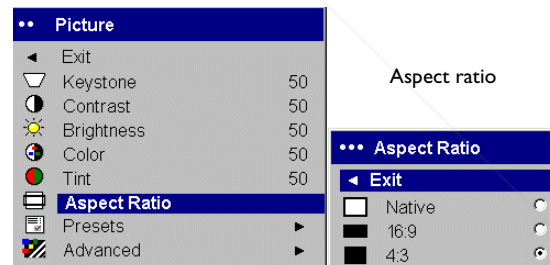 •• Picture
Exit
Keystone 50
Contrast 50
Brightness 50
Color 50
Tint 50
Aspect Ratio
Presets
Advanced
Aspect ratio
••• Aspect Ratio
Exit
Native
16:9
4:3